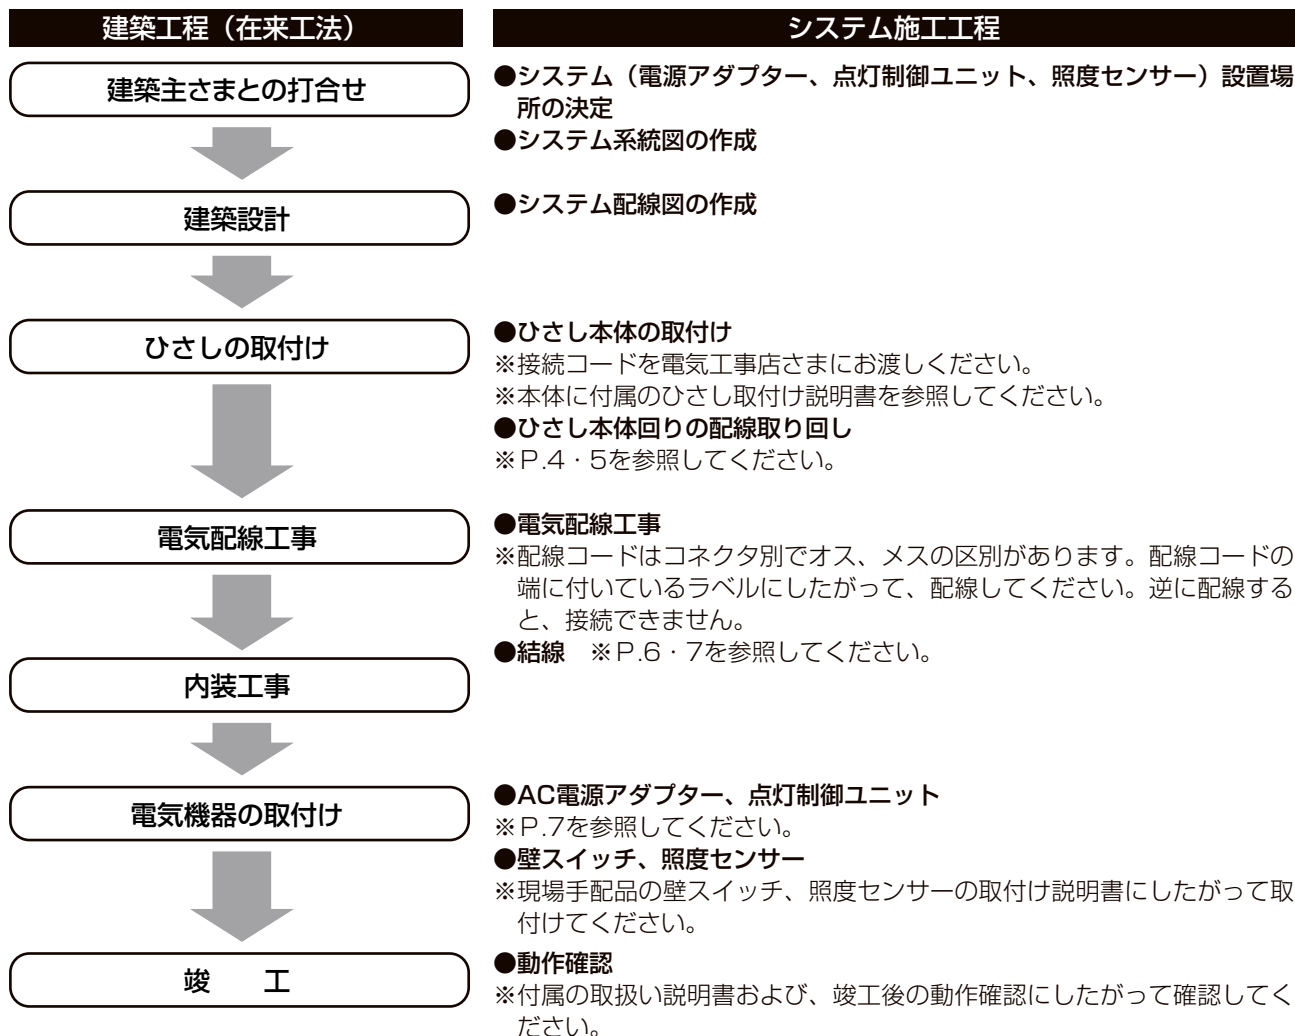 建築工程（在来工法）
システム施工工程
建築主さまとの打合せ
●システム（電源アダプター、点灯制御ユニット、照度センサー）設置場
所の決定
●システム系統図の作成
建築設計
●システム配線図の作成
ひさしの取付け
●ひさし本体の取付け
※接続コードを電気工事店さまにお渡しください。
※本体に付属のひさし取付け説明書を参照してください。
●ひさし本体回りの配線取り回し
※Ｐ.4・5を参照してください。
電気配線工事
●電気配線工事
※配線コードはコネクタ別でオス、メスの区別があります。配線コードの
端に付いているラベルにしたがって、配線してください。逆に配線する
と、接続できません。
●結線　※Ｐ.6・7を参照してください。
内装工事
電気機器の取付け
●AC電源アダプター、点灯制御ユニット
※Ｐ.7を参照してください。
●壁スイッチ、照度センサー
※現場手配品の壁スイッチ、照度センサーの取付け説明書にしたがって取
付けてください。
竣　工
●動作確認
※付属の取扱い説明書および、竣工後の動作確認にしたがって確認してく
ださい。